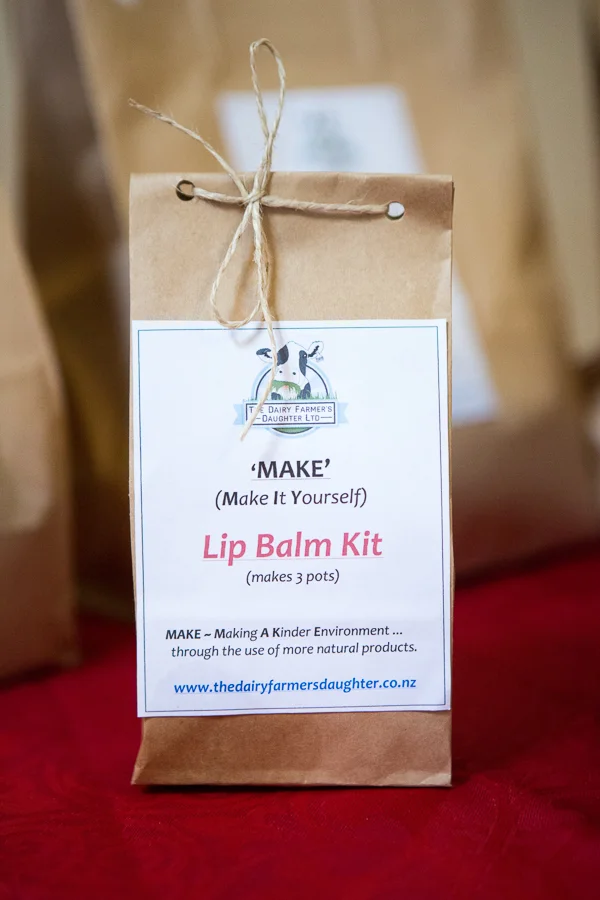 THE DAIRY FARMER'S
DAUGHTER LTD
'MAKE'
(Make It Yourself)
Lip Balm Kit
(makes 3 pots)
MAKE ~ Making A Kinder Environment ...
through the use of more natural products.
www.thedairyfarmersdaughter.co.nz